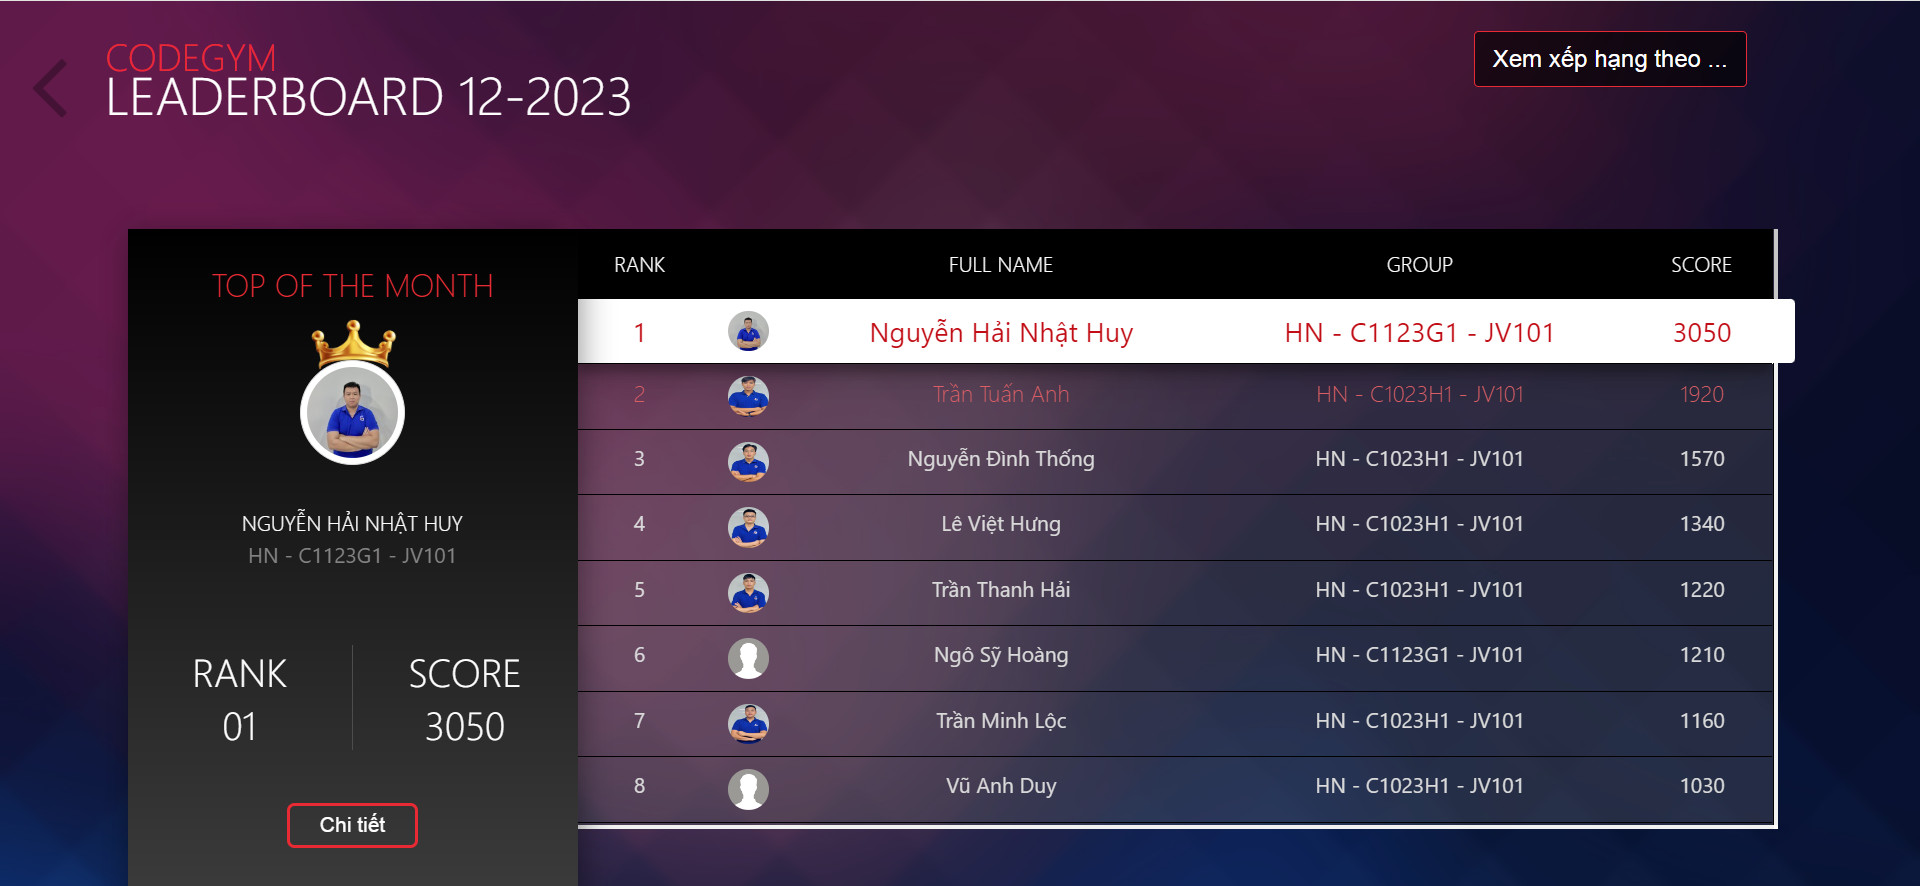 CODEGYM
LEADERBOARD 12-2023
Xem xếp hạng theo ...
TOP OF THE MONTH
NGUYỄN HẢI NHẬT HUY
HN - C1123G1 - JV101
RANK SCORE
01 3050
Chi tiết
RANK FULL NAME GROUP SCORE
1 Nguyễn Hải Nhật Huy HN - C1123G1 - JV101 3050
2 Trần Tuấn Anh HN - C1023H1 - JV101 1920
3 Nguyễn Đình Thống HN - C1023H1 - JV101 1570
4 Lê Việt Hưng HN - C1023H1 - JV101 1340
5 Trần Thanh Hải HN - C1023H1 - JV101 1220
6 Ngô Sỹ Hoàng HN - C1123G1 - JV101 1210
7 Trần Minh Lộc HN - C1023H1 - JV101 1160
8 Vũ Anh Duy HN - C1023H1 - JV101 1030